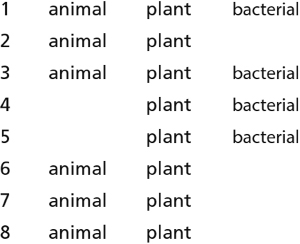 1 animal plant bacterial
2 animal plant
3 animal plant bacterial
4 plant bacterial
5 plant bacterial
6 animal plant
7 animal plant
8 animal plant